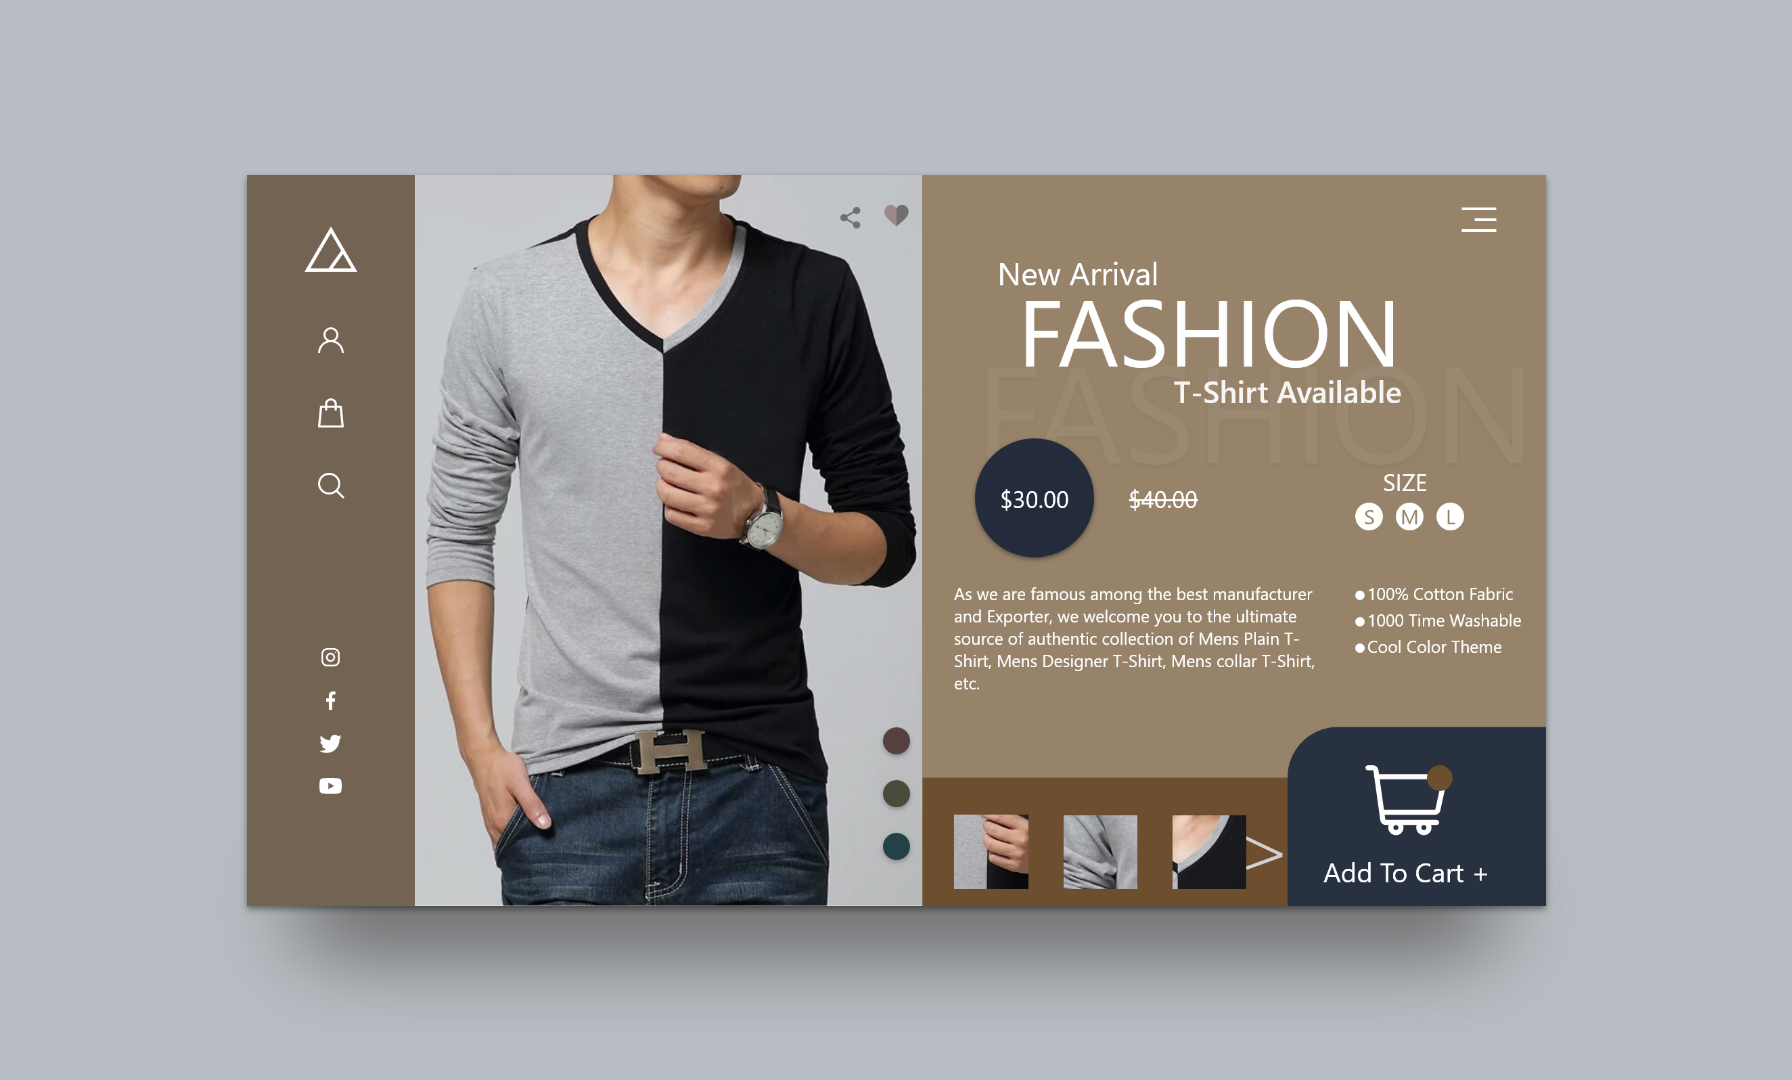 New Arrival
FASHION
T-Shirt Available
FASHION
$30.00
$40.00
SIZE
S M L
As we are famous among the best manufacturer
and Exporter, we welcome you to the ultimate
source of authentic collection of Mens Plain T-
Shirt, Mens Designer T-Shirt, Mens collar T-Shirt,
etc.
100% Cotton Fabric
1000 Time Washable
Cool Color Theme
Add To Cart +